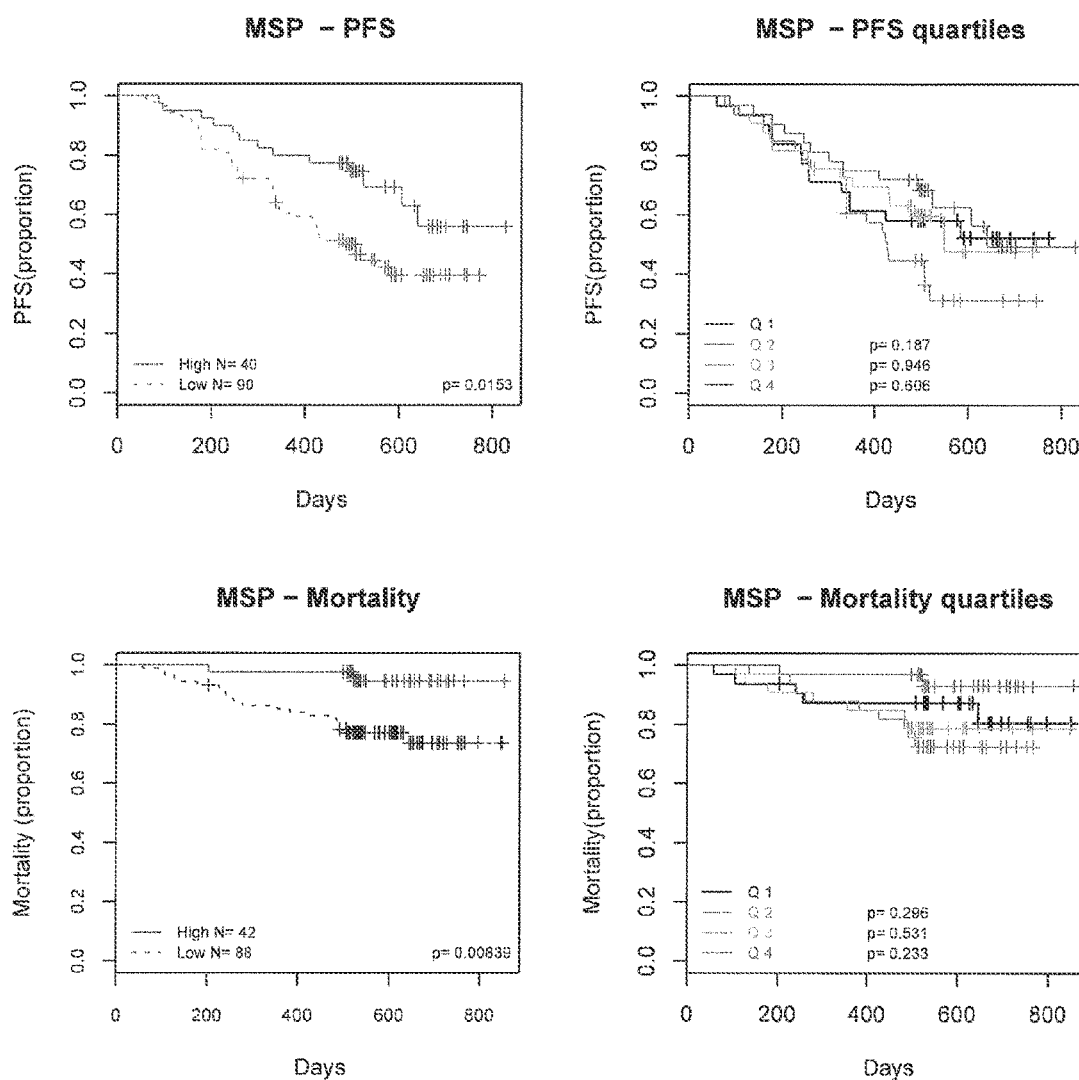 MSP – PFS
PFS(proportion)
1.0
0.8
0.6
0.4
0.2
0.0
High N= 40
Low N= 90
p= 0.0153
0 200 400 600 800
Days
MSP – PFS quartiles
PFS(proportion)
1.0
0.8
0.6
0.4
0.2
0.0
Q 1
Q 2 p= 0.187
Q 3 p= 0.946
Q 4 p= 0.606
0 200 400 600 800
Days
MSP – Mortality
Mortality (proportion)
1.0
0.8
0.6
0.4
0.2
0.0
High N= 42
Low N= 88
p= 0.00839
0 200 400 600 800
Days
MSP – Mortality quartiles
Mortality(proportion)
1.0
0.8
0.6
0.4
0.2
0.0
Q 1
Q 2 p= 0.296
Q 3 p= 0.531
Q 4 p= 0.233
0 200 400 600 800
Days